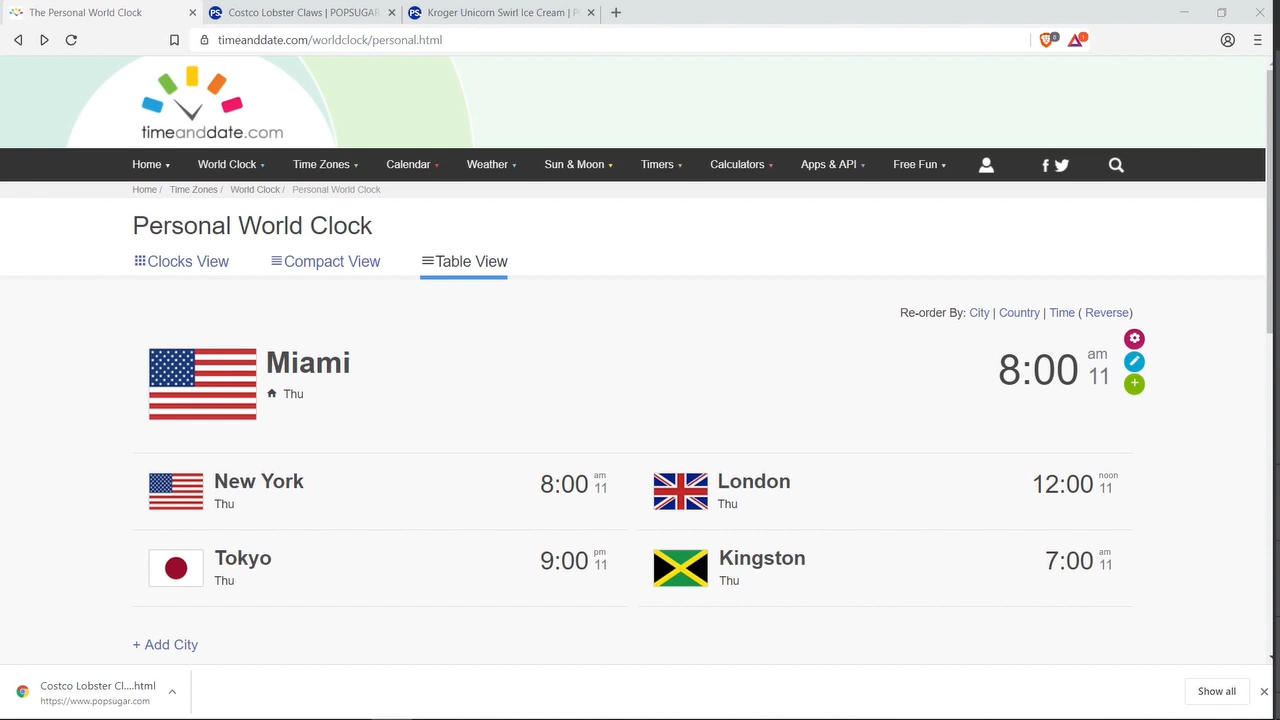 The Personal World Clock
Costco Lobster Claws | POPSUGAR
Kroger Unicorn Swirl Ice Cream |
timeanddate.com/worldclock/personal.html
timeanddate.com
Home World Clock Time Zones Calendar Weather Sun & Moon Timers Calculators Apps & API Free Fun
Home / Time Zones / World Clock / Personal World Clock
Personal World Clock
Clocks View Compact View Table View
Re-order By: City | Country | Time ( Reverse)
Miami
Thu
8:00 am 11
New York
Thu
8:00 am 11
London
Thu
12:00 noon 11
Tokyo
Thu
9:00 pm 11
Kingston
Thu
7:00 am 11
+ Add City
Costco Lobster Cl....html
https://www.popsugar.com
Show all